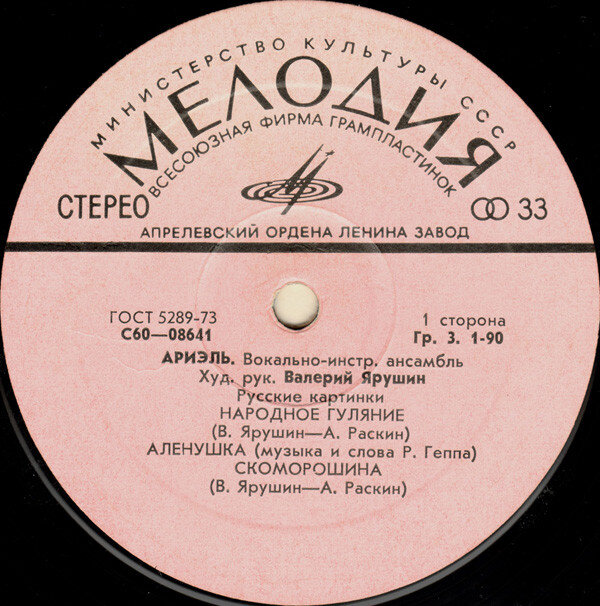 МИНИСТЕРСТВО КУЛЬТУРЫ СССР
МЕЛОДИЯ
ВСЕСОЮЗНАЯ ФИРМА ГРАМПЛАСТИНОК
СТЕРЕО
33
АПРЕЛЕВСКИЙ ОРДЕНА ЛЕНИНА ЗАВОД
ГОСТ 5289-73
С60—08641
1 сторона
Гр. 3. 1-90
АРИЭЛЬ. Вокально-инстр. ансамбль
Худ. рук. Валерий Ярушин
Русские картинки
НАРОДНОЕ ГУЛЯНИЕ
(В. Ярушин—А. Раскин)
АЛЕНУШКА (музыка и слова Р. Геппа)
СКОМОРОШИНА
(В. Ярушин—А. Раскин)